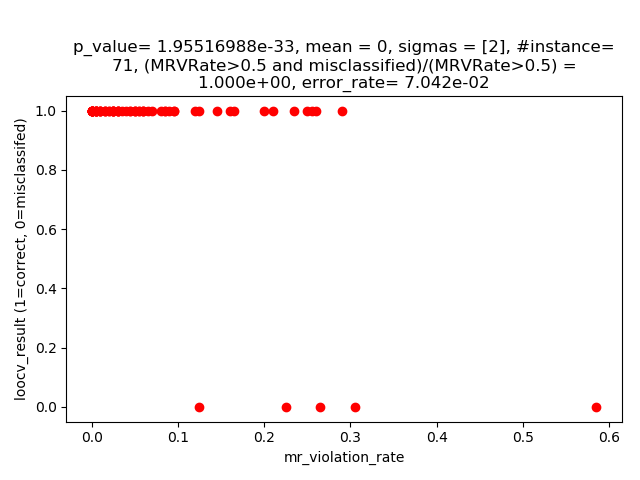 p_value= 1.95516988e-33, mean = 0, sigmas = [2], #instance=
71, (MRVRate>0.5 and misclassified)/(MRVRate>0.5) =
1.000e+00, error_rate= 7.042e-02
1.0
0.8
0.6
0.4
0.2
0.0
loocv_result (1=correct, 0=misclassifed)
0.0 0.1 0.2 0.3 0.4 0.5 0.6
mr_violation_rate